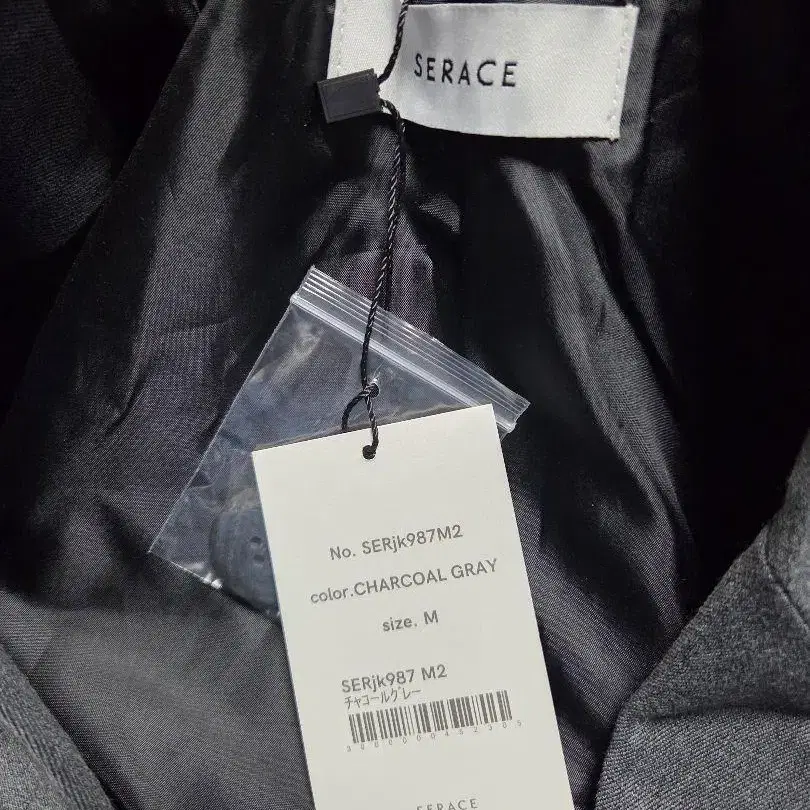 SERACE
No. SERjk987M2
color.CHARCOAL GRAY
size. M
SERjk987 M2
チャコールグレー
SERACE